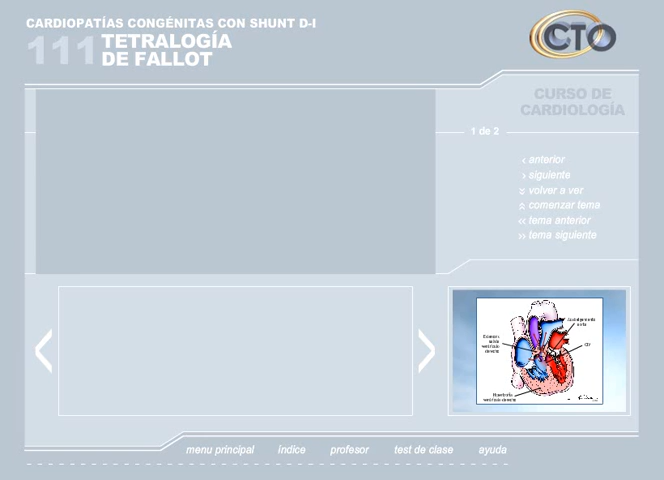 CARDIOPATÍAS CONGÉNITAS CON SHUNT D-I
111 TETRALOGÍA
DE FALLOT
CTO
CURSO DE
CARDIOLOGÍA
1 de 2
‹ anterior
› siguiente
volver a ver
comenzar tema
‹‹ tema anterior
›› tema siguiente
CIV
menu principal índice profesor test de clase ayuda